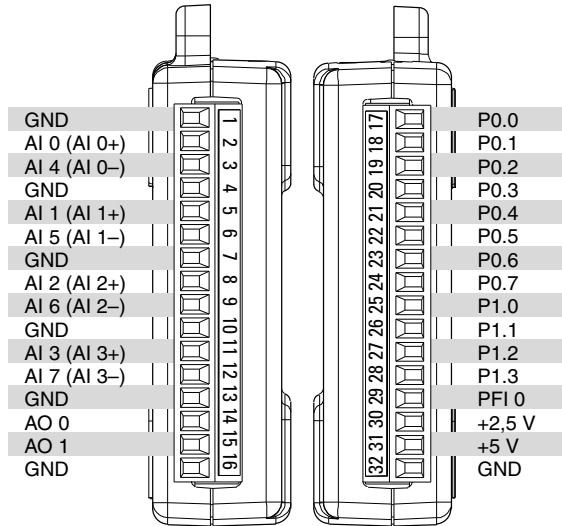 GND 1
AI 0 (AI 0+) 2
AI 4 (AI 0–) 3
GND 4
AI 1 (AI 1+) 5
AI 5 (AI 1–) 6
GND 7
AI 2 (AI 2+) 8
AI 6 (AI 2–) 9
GND 10
AI 3 (AI 3+) 11
AI 7 (AI 3–) 12
GND 13
AO 0 14
AO 1 15
GND 16
17 P0.0
18 P0.1
19 P0.2
20 P0.3
21 P0.4
22 P0.5
23 P0.6
24 P0.7
25 P1.0
26 P1.1
27 P1.2
28 P1.3
29 PFI 0
30 +2,5 V
31 +5 V
32 GND